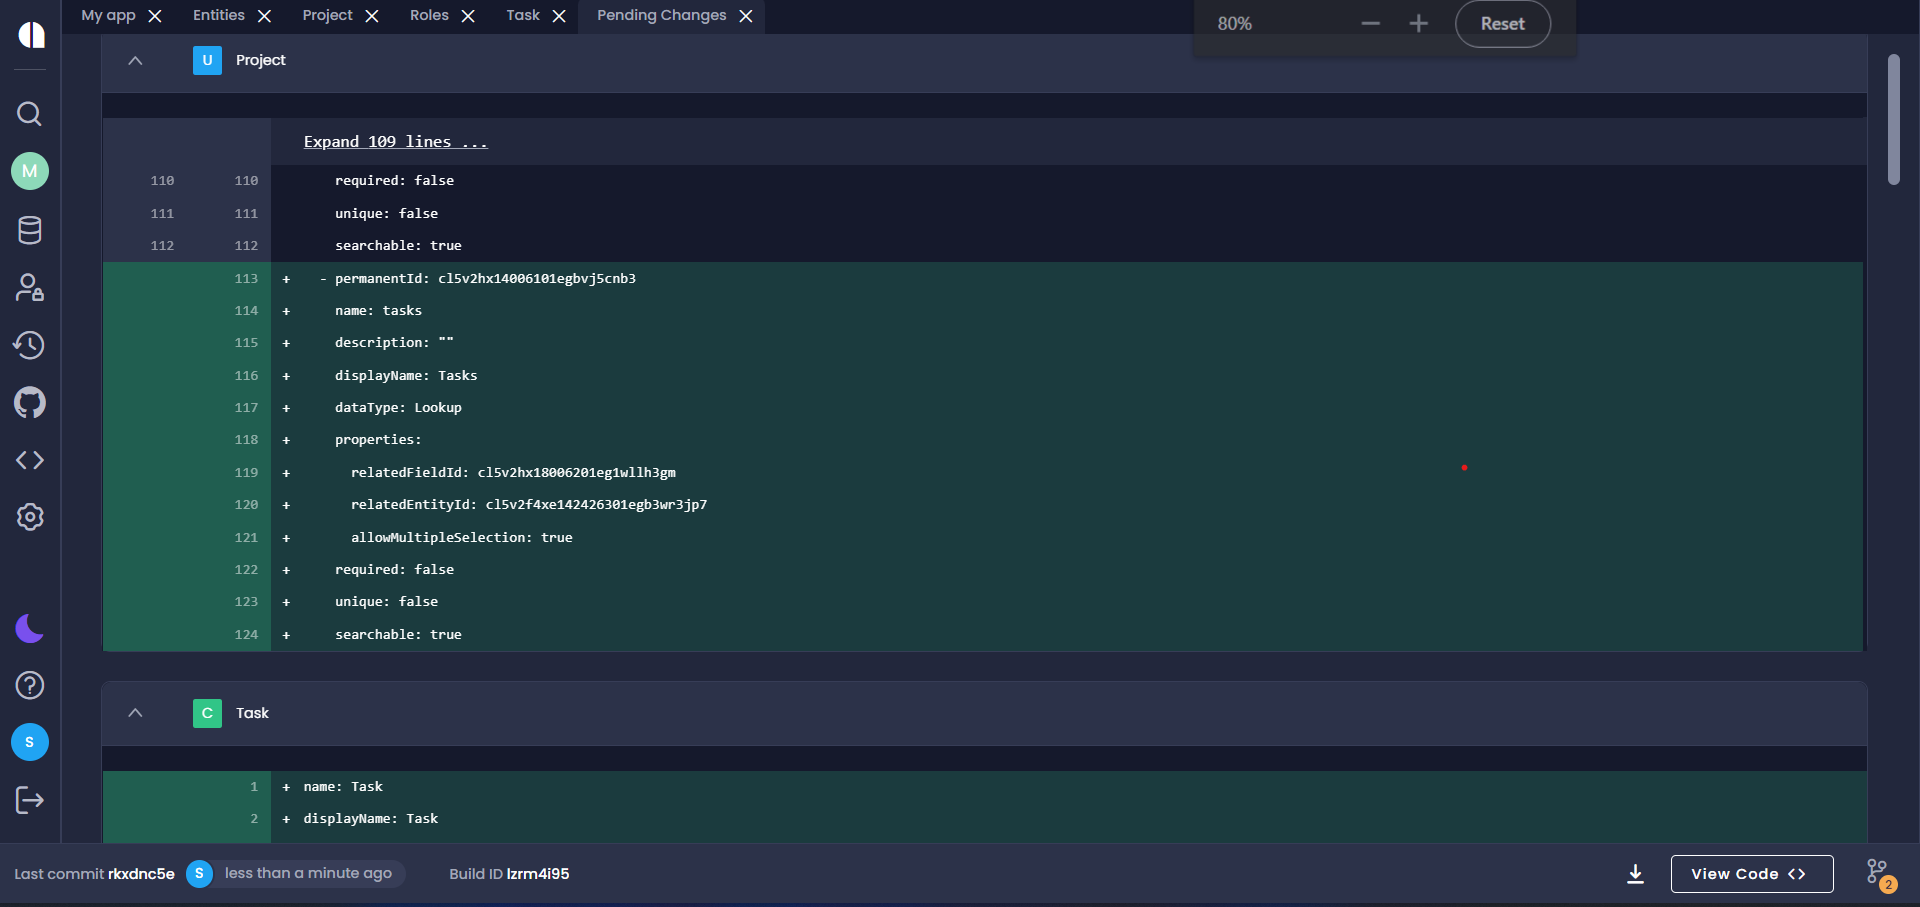 My app Entities Project Roles Task Pending Changes
80% Reset
U Project
Expand 109 lines ...
110 110 required: false
111 111 unique: false
112 112 searchable: true
113 + - permanentId: cl5v2hx14006101egbvj5cnb3
114 + name: tasks
115 + description: ""
116 + displayName: Tasks
117 + dataType: Lookup
118 + properties:
119 + relatedFieldId: cl5v2hx18006201eg1wllh3gm
120 + relatedEntityId: cl5v2f4xe142426301egb3wr3jp7
121 + allowMultipleSelection: true
122 + required: false
123 + unique: false
124 + searchable: true
C Task
1 + name: Task
2 + displayName: Task
M
S
Last commit rkxdnc5e S less than a minute ago Build ID lzrm4i95 View Code <> 2